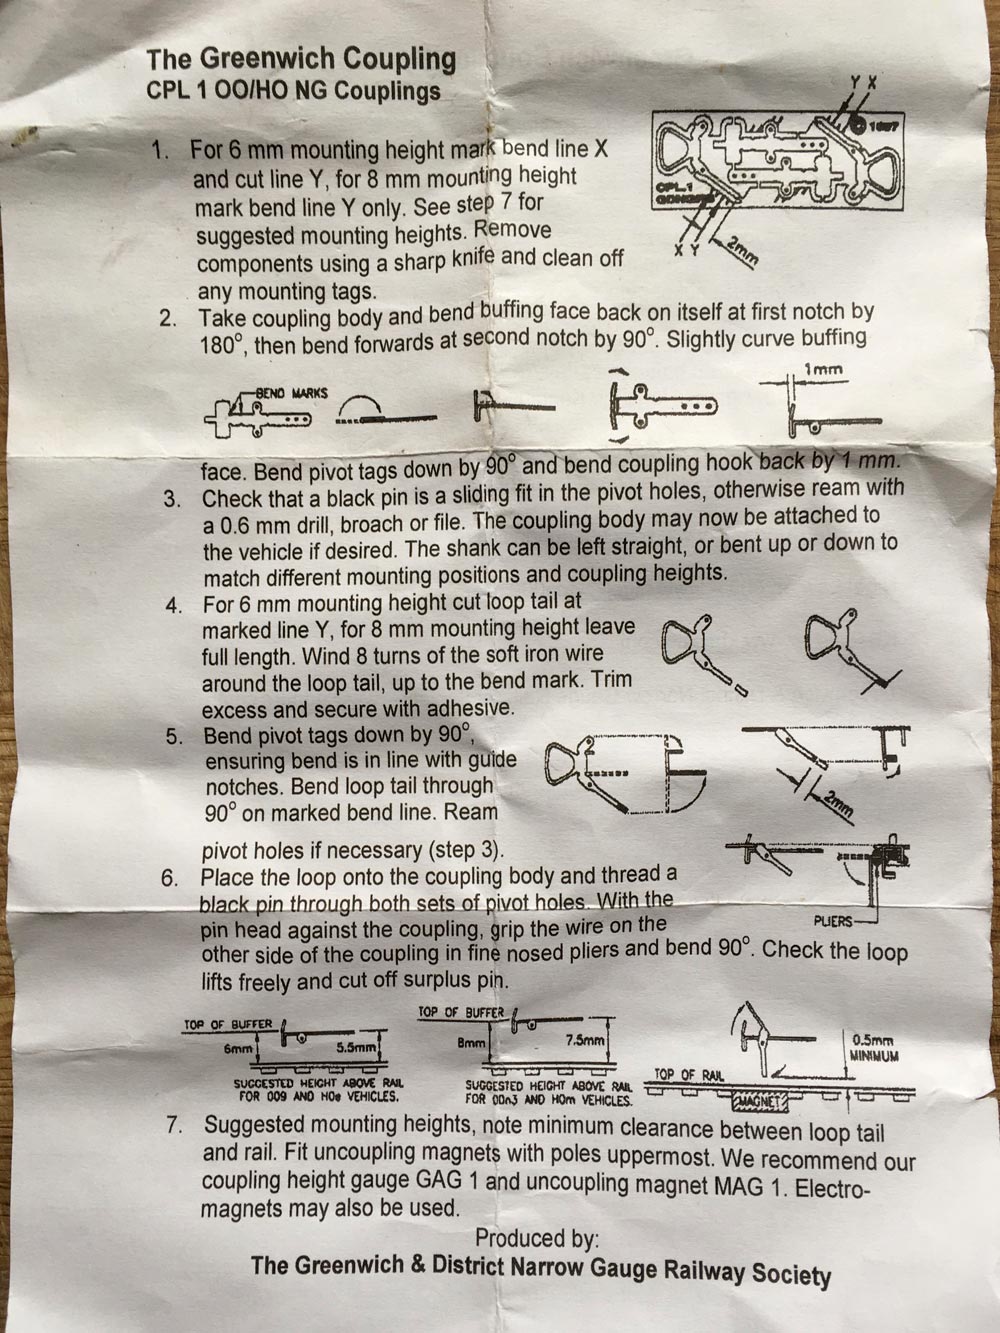 The Greenwich Coupling
CPL 1 OO/HO NG Couplings
Y X
1987
CPL.1
X Y
2mm
1. For 6 mm mounting height mark bend line X
and cut line Y, for 8 mm mounting height
mark bend line Y only. See step 7 for
suggested mounting heights. Remove
components using a sharp knife and clean off
any mounting tags.
2. Take coupling body and bend buffing face back on itself at first notch by
180°, then bend forwards at second notch by 90°. Slightly curve buffing
BEND MARKS
1mm
face. Bend pivot tags down by 90° and bend coupling hook back by 1 mm.
3. Check that a black pin is a sliding fit in the pivot holes, otherwise ream with
a 0.6 mm drill, broach or file. The coupling body may now be attached to
the vehicle if desired. The shank can be left straight, or bent up or down to
match different mounting positions and coupling heights.
4. For 6 mm mounting height cut loop tail at
marked line Y, for 8 mm mounting height leave
full length. Wind 8 turns of the soft iron wire
around the loop tail, up to the bend mark. Trim
excess and secure with adhesive.
5. Bend pivot tags down by 90°,
ensuring bend is in line with guide
notches. Bend loop tail through
90° on marked bend line. Ream
2mm
pivot holes if necessary (step 3).
6. Place the loop onto the coupling body and thread a
black pin through both sets of pivot holes. With the
pin head against the coupling, grip the wire on the
PLIERS
other side of the coupling in fine nosed pliers and bend 90°. Check the loop
lifts freely and cut off surplus pin.
TOP OF BUFFER
6mm
5.5mm
SUGGESTED HEIGHT ABOVE RAIL
FOR 009 AND HOe VEHICLES.
TOP OF BUFFER
8mm
7.5mm
SUGGESTED HEIGHT ABOVE RAIL
FOR 00n3 AND HOm VEHICLES.
0.5mm
MINIMUM
TOP OF RAIL
MAGNET
7. Suggested mounting heights, note minimum clearance between loop tail
and rail. Fit uncoupling magnets with poles uppermost. We recommend our
coupling height gauge GAG 1 and uncoupling magnet MAG 1. Electro-
magnets may also be used.
Produced by:
The Greenwich & District Narrow Gauge Railway Society